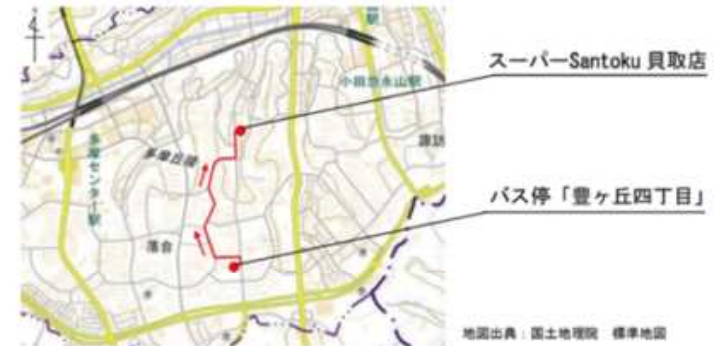 スーパーSantoku 貝取店
小田急永山駅
諏訪
多摩丘陵
多摩センター駅
バス停「豊ヶ丘四丁目」
落合
地図出典:国土地理院 標準地図